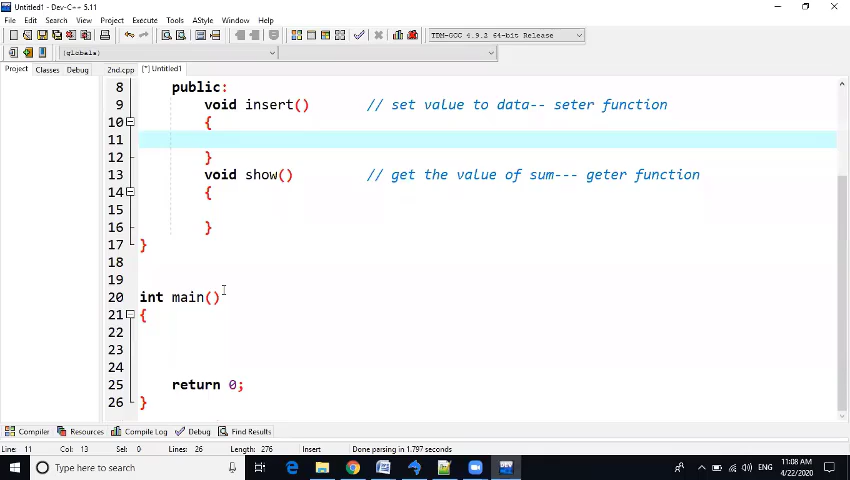 Untitled1 - Dev-C++ 5.11
File Edit Search View Project Execute Tools AStyle Window Help
TDM-GCC 4.9.2 64-bit Release
(globals)
Project Classes Debug 2nd.cpp [*] Untitled1
8 public:
9 void insert() // set value to data-- seter function
10 {
11
12 }
13 void show() // get the value of sum--- geter function
14 {
15
16 }
17 }
18
19
20 int main()
21 {
22
23
24
25 return 0;
26 }
Compiler Resources Compile Log Debug Find Results
Line: 11 Col: 13 Sel: 0 Lines: 26 Length: 276 Insert Done parsing in 1.797 seconds
Type here to search
DEV
ENG
11:08 AM
4/22/2020